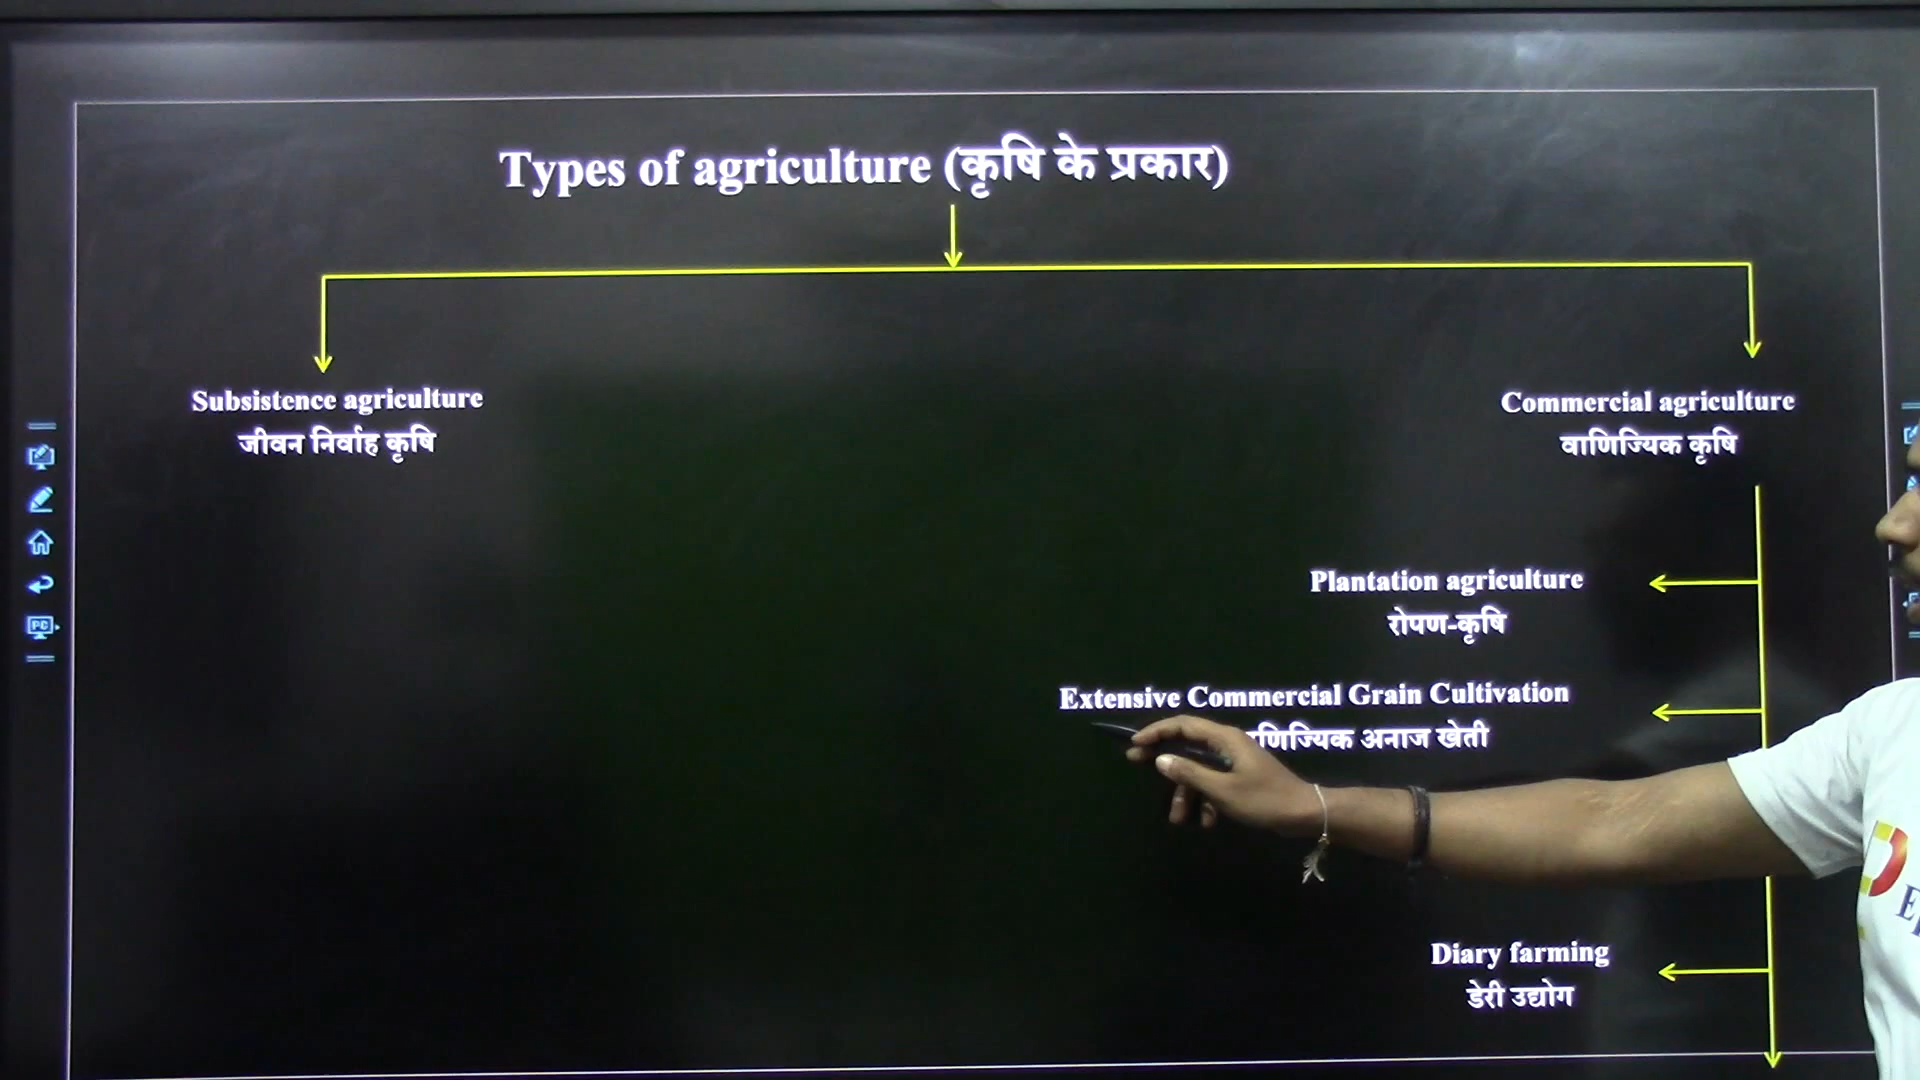 Types of agriculture (कृषि के प्रकार)
Subsistence agriculture
जीवन निर्वाह कृषि
Commercial agriculture
वाणिज्यिक कृषि
Plantation agriculture
रोपण-कृषि
Extensive Commercial Grain Cultivation
अनाज खेती
Diary farming
डेरी उद्योग
PC